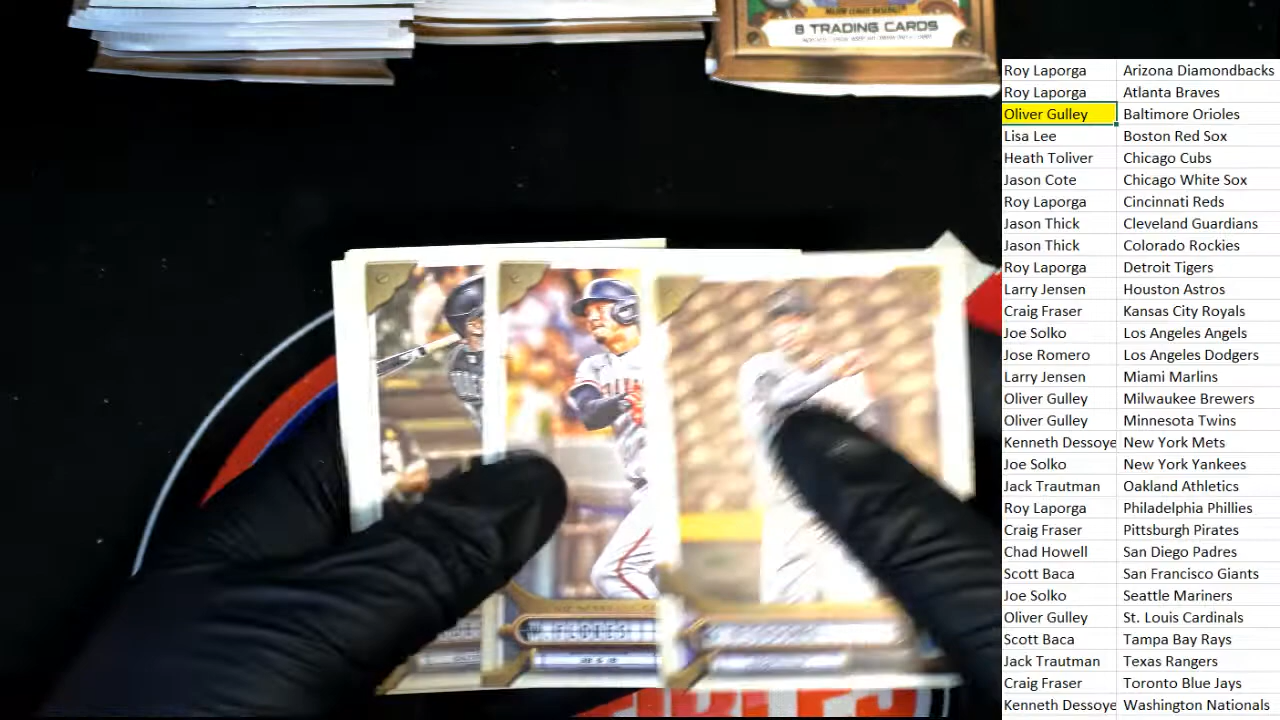 8 TRADING CARDS
Roy Laporga Arizona Diamondbacks
Roy Laporga Atlanta Braves
Oliver Gulley Baltimore Orioles
Lisa Lee Boston Red Sox
Heath Toliver Chicago Cubs
Jason Cote Chicago White Sox
Roy Laporga Cincinnati Reds
Jason Thick Cleveland Guardians
Jason Thick Colorado Rockies
Roy Laporga Detroit Tigers
Larry Jensen Houston Astros
Craig Fraser Kansas City Royals
Joe Solko Los Angeles Angels
Jose Romero Los Angeles Dodgers
Larry Jensen Miami Marlins
Oliver Gulley Milwaukee Brewers
Oliver Gulley Minnesota Twins
Kenneth Dessoye New York Mets
Joe Solko New York Yankees
Jack Trautman Oakland Athletics
Roy Laporga Philadelphia Phillies
Craig Fraser Pittsburgh Pirates
Chad Howell San Diego Padres
Scott Baca San Francisco Giants
Joe Solko Seattle Mariners
Oliver Gulley St. Louis Cardinals
Scott Baca Tampa Bay Rays
Jack Trautman Texas Rangers
Craig Fraser Toronto Blue Jays
Kenneth Dessoye Washington Nationals